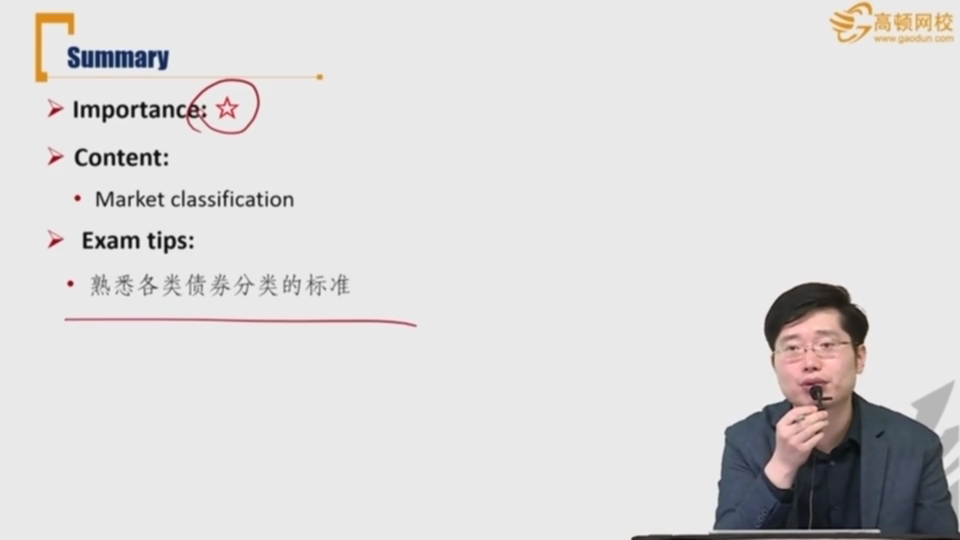 高顿网校
www.gaodun.com
Summary
Importance: ☆
Content:
Market classification
Exam tips:
熟悉各类债券分类的标准